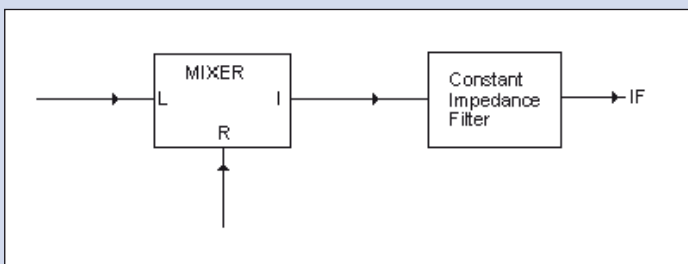 MIXER
L
I
R
Constant
Impedance
Filter
IF